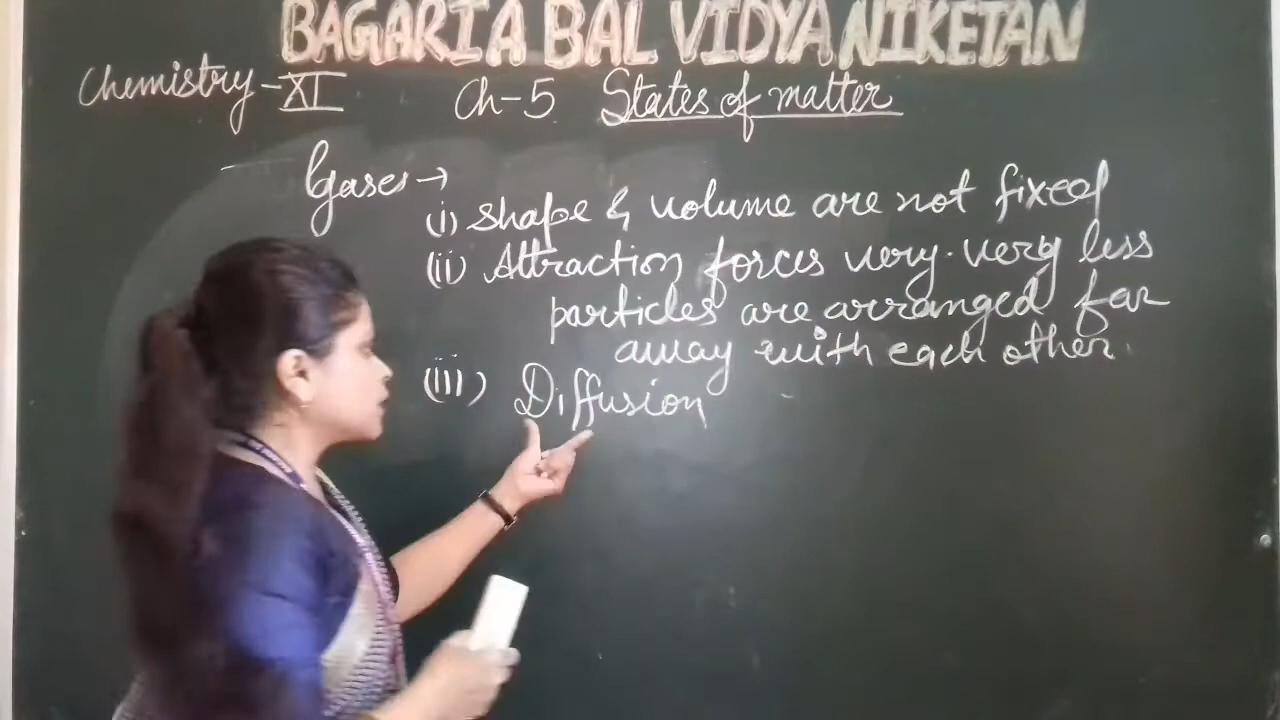 BAGARIA BAL VIDYA NIKETAN
Chemistry-XI Ch-5 States of matter
Gases →
(i) shape & volume are not fixed
(ii) Attraction forces very very less
particles are arranged far
away with each other.
(iii) Diffusion